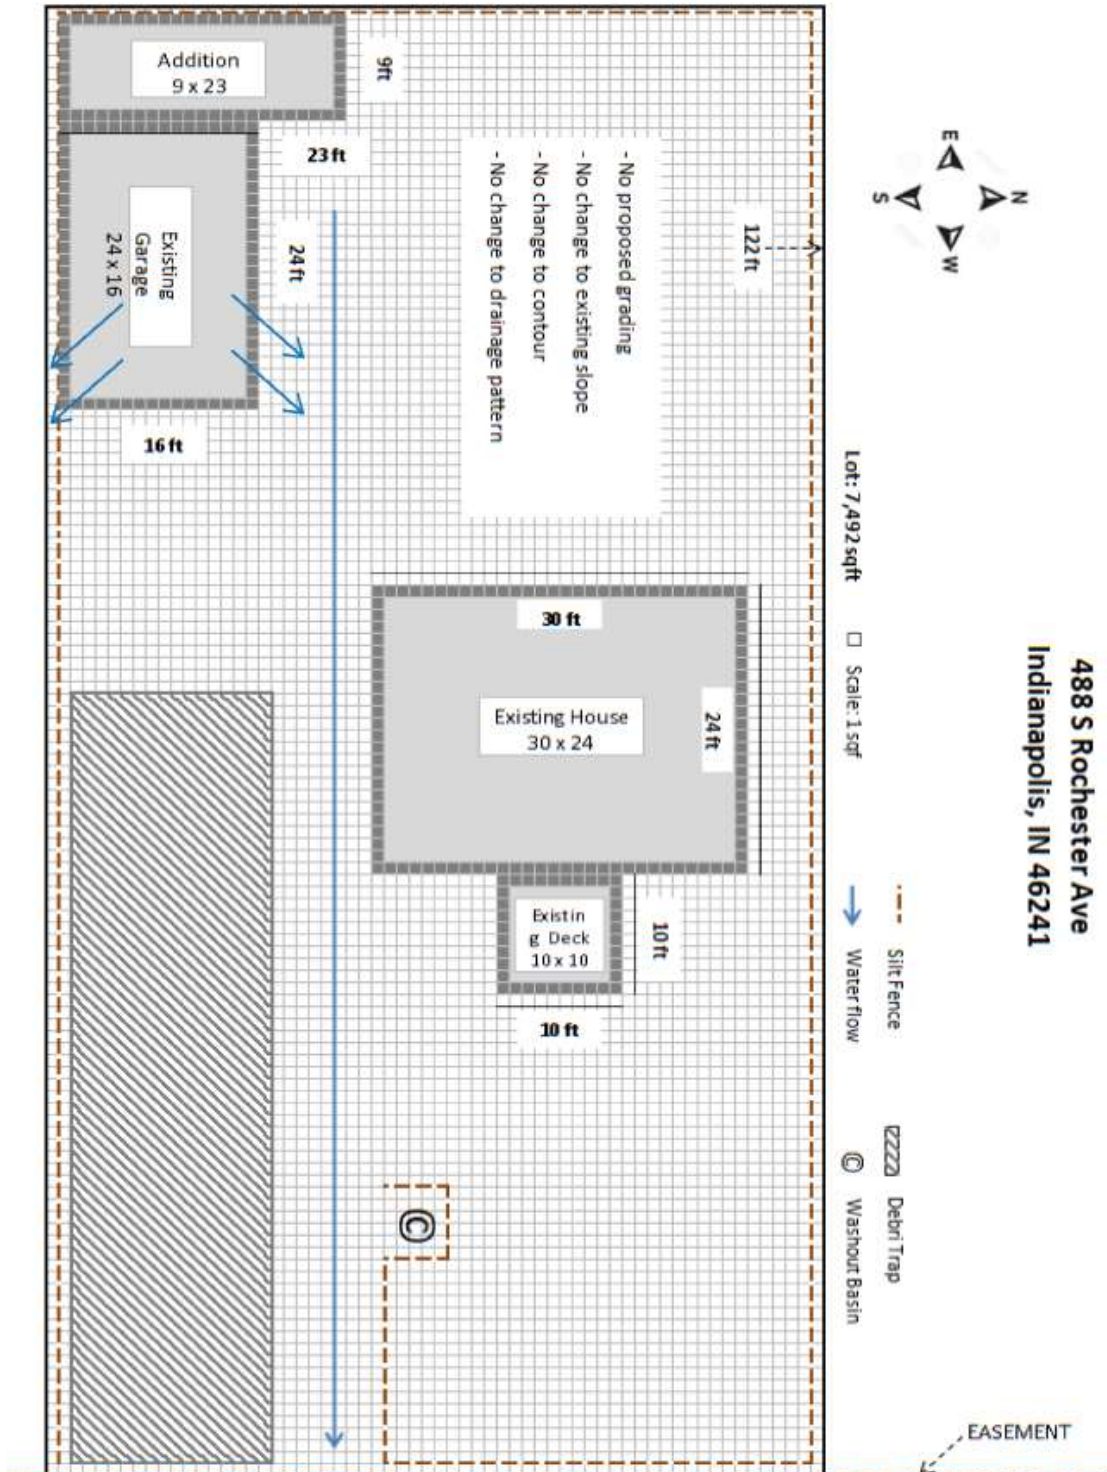 488 S Rochester Ave
Indianapolis, IN 46241
E
N
S
W
Lot: 7,492 sqft
Scale: 1 sqf
Silt Fence
Water flow
Debri Trap
Washout Basin
Addition
9 x 23
9ft
23 ft
Existing
Garage
24 x 16
24 ft
16 ft
- No proposed grading
- No change to existing slope
- No change to contour
- No change to drainage pattern
122 ft
30 ft
24 ft
Existing House
30 x 24
Existin
g Deck
10 x 10
10 ft
10 ft
©
EASEMENT